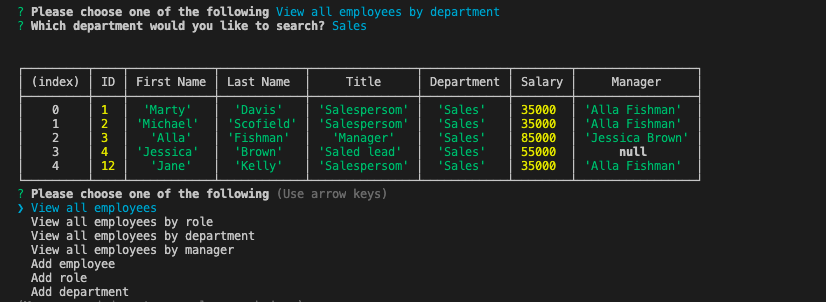 ? Please choose one of the following View all employees by department
? Which department would you like to search? Sales
(index) ID First Name Last Name Title Department Salary Manager
0 1 'Marty' 'Davis' 'Salespersom' 'Sales' 35000 'Alla Fishman'
1 2 'Michael' 'Scofield' 'Salespersom' 'Sales' 35000 'Alla Fishman'
2 3 'Alla' 'Fishman' 'Manager' 'Sales' 85000 'Jessica Brown'
3 4 'Jessica' 'Brown' 'Saled lead' 'Sales' 55000 null
4 12 'Jane' 'Kelly' 'Salespersom' 'Sales' 35000 'Alla Fishman'
? Please choose one of the following (Use arrow keys)
❯ View all employees
View all employees by role
View all employees by department
View all employees by manager
Add employee
Add role
Add department